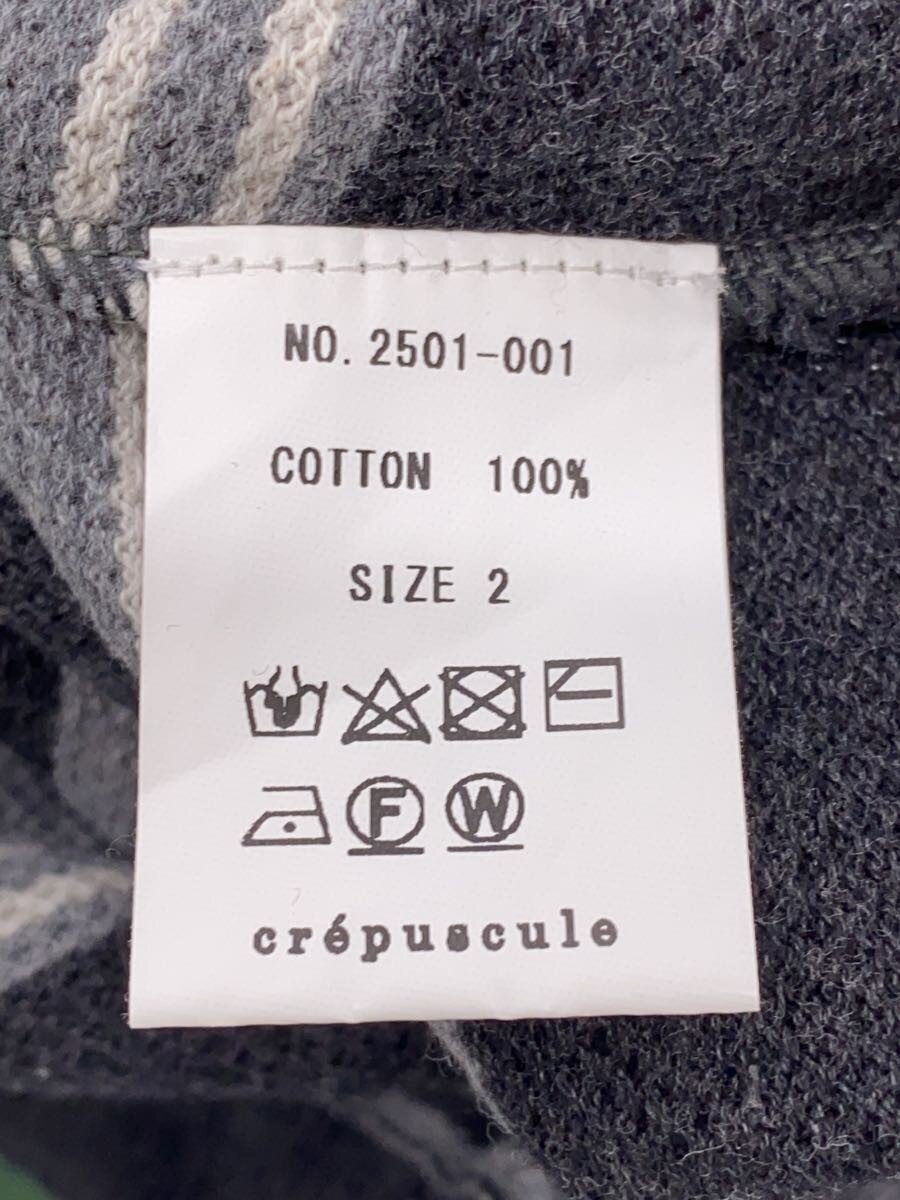 NO. 2501-001
COTTON 100%
SIZE 2
F W
crépuscule